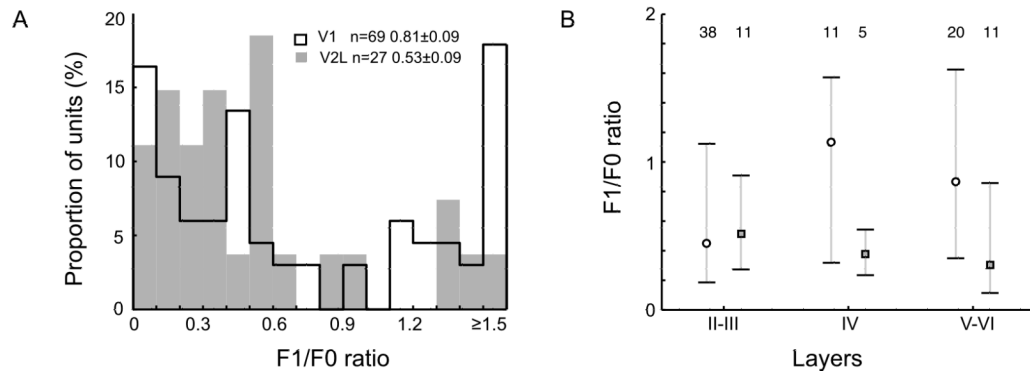 A
Proportion of units (%)
20
15
10
5
0
V1 n=69 0.81±0.09
V2L n=27 0.53±0.09
0 0.3 0.6 0.9 1.2 ≥1.5
F1/F0 ratio
B
F1/F0 ratio
2
1
0
38 11 11 5 20 11
II-III IV V-VI
Layers